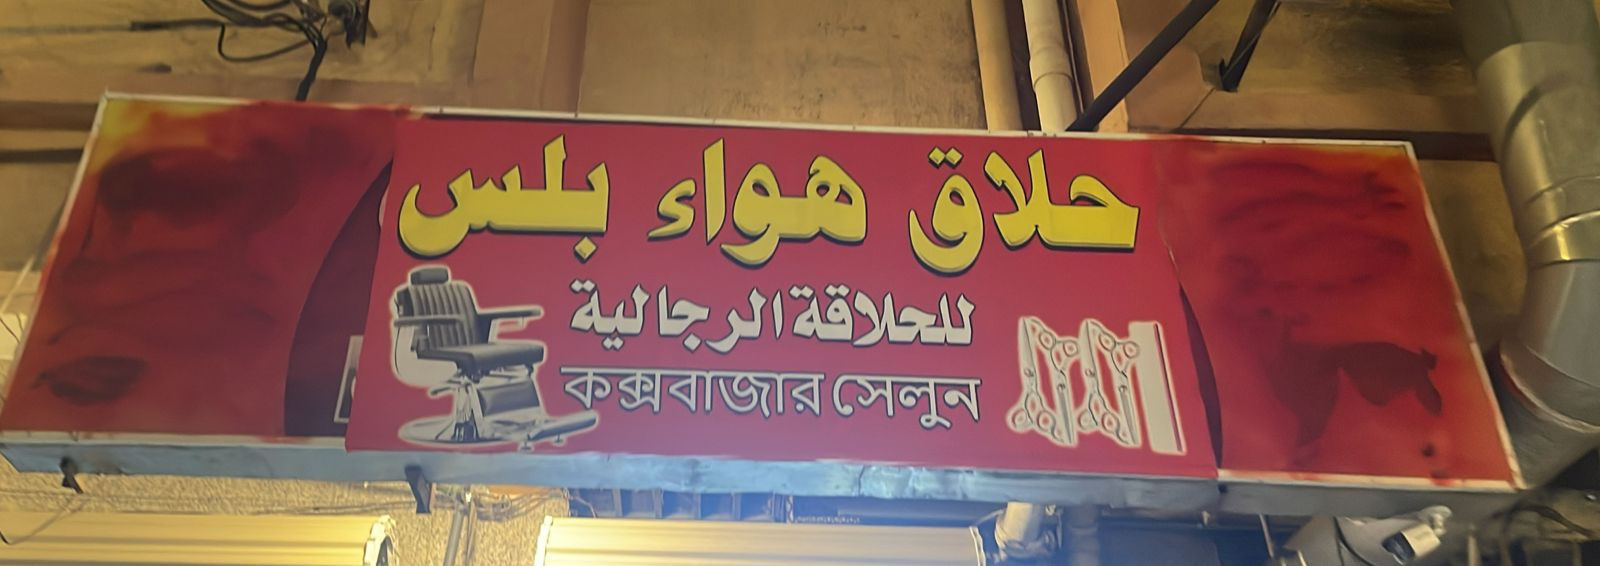 حلاق هواء بلس
للحلاقة الرجالية
কক্সবাজার সেলুন